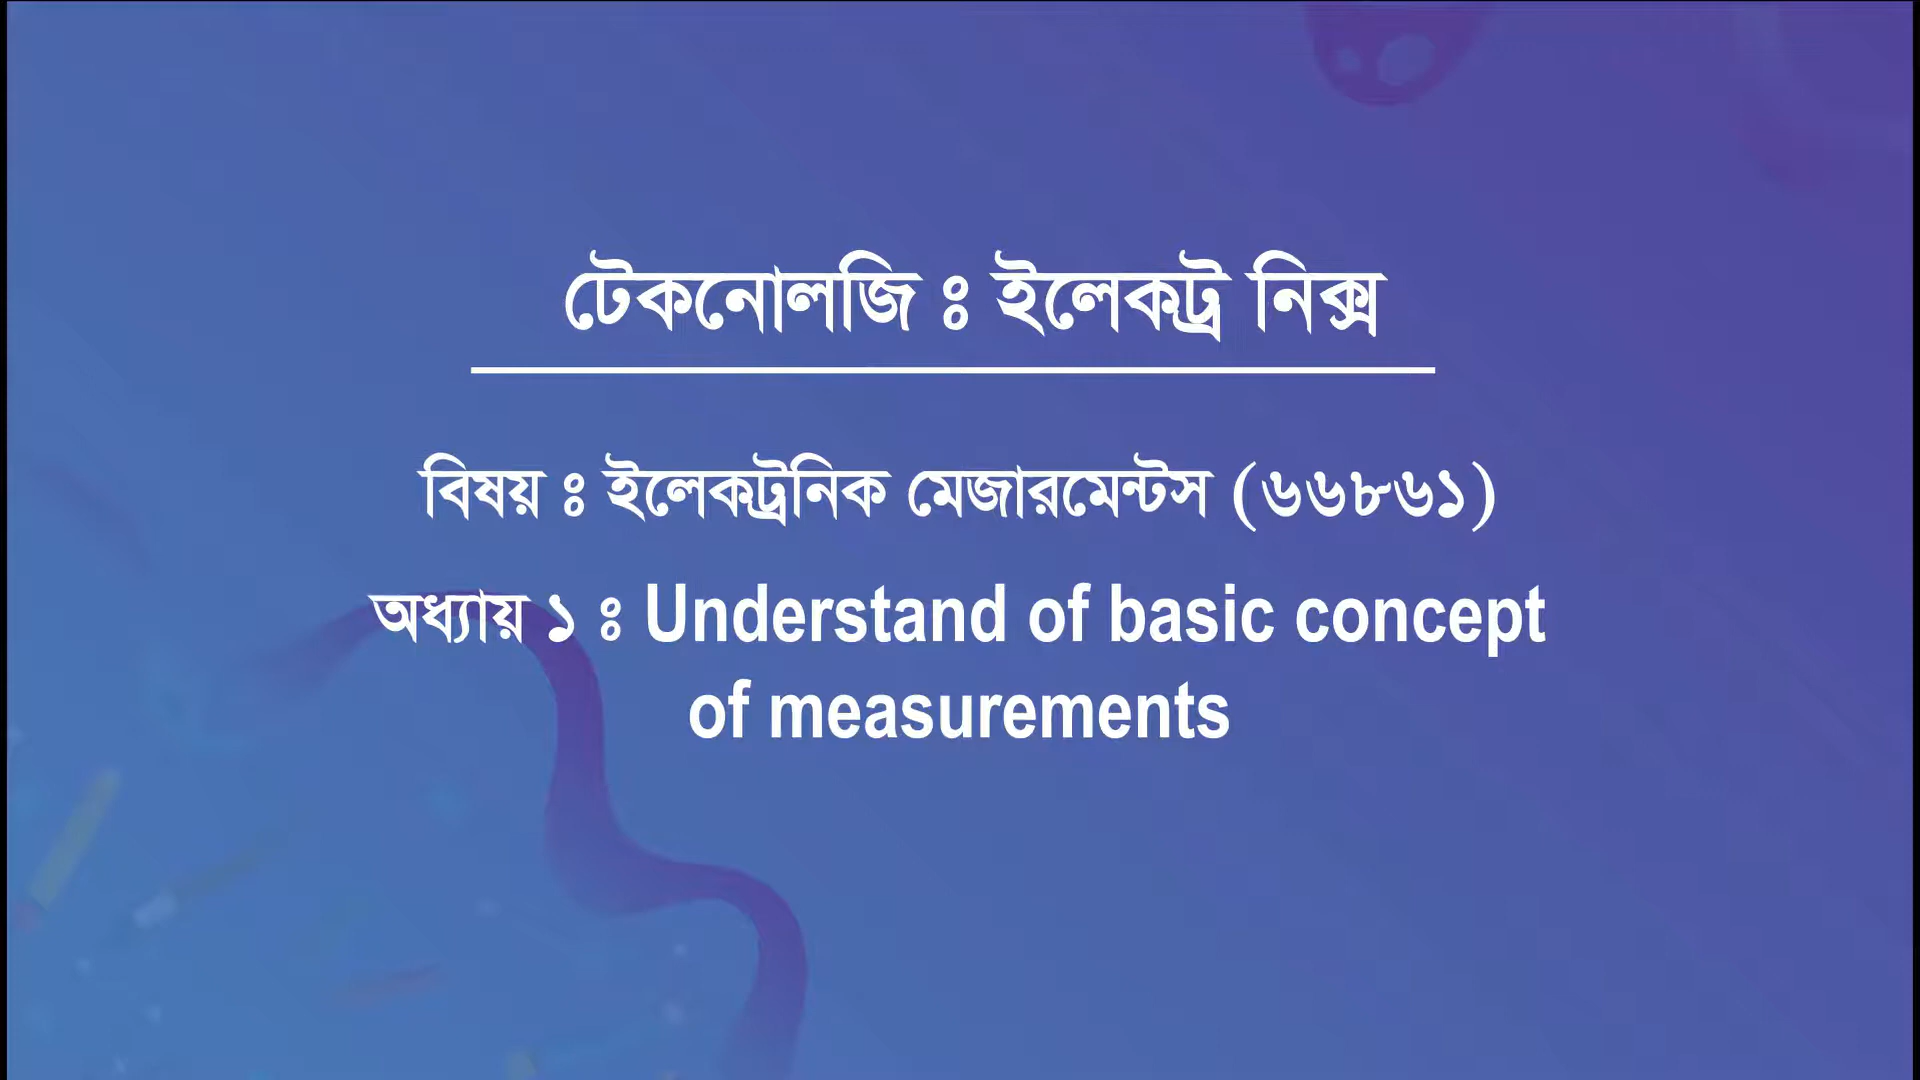 টেকনোলজি ঃ ইলেকট্র নিক্স
বিষয় ঃ ইলেকট্রনিক মেজারমেন্টস (৬৬৮৬১)
অধ্যায় ১ ঃ Understand of basic concept
of measurements